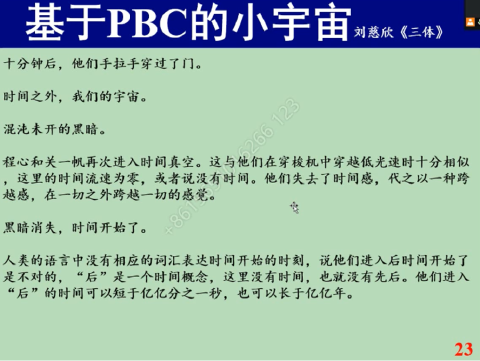 基于PBC的小宇宙 刘慈欣《三体》
十分钟后，他们手拉手穿过了门。
时间之外，我们的宇宙。
混沌未开的黑暗。
程心和关一帆再次进入时间真空。这与他们在穿梭机中穿越低光速时十分相似
，这里的时间流速为零，或者说没有时间。他们失去了时间感，代之以一种跨
越感，在一切之外跨越一切的感觉。
黑暗消失，时间开始了。
人类的语言中没有相应的词汇表达时间开始的时刻，说他们进入后时间开始了
是不对的，“后”是一个时间概念，这里没有时间，也就没有先后。他们进入
“后”的时间可以短于亿亿分之一秒，也可以长于亿亿年。
23